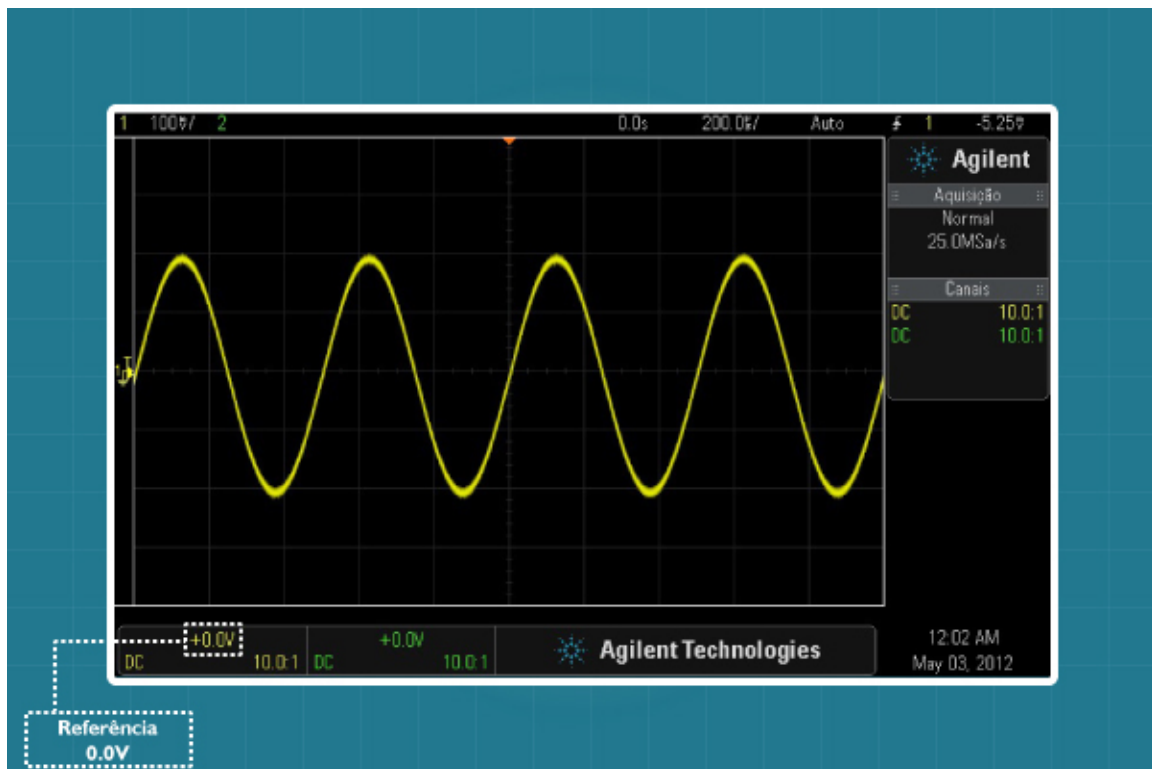 1 100V/ 2 0.0s 200.0 Auto 1 -5.25V
Agilent
Aquisição
Normal
25.0MSa/s
Canais
DC 10.0:1
DC 10.0:1
+0.0V
DC 10.0:1
+0.0V
DC 10.0:1
Agilent Technologies
12:02 AM
May 03, 2012
Referência
0.0V